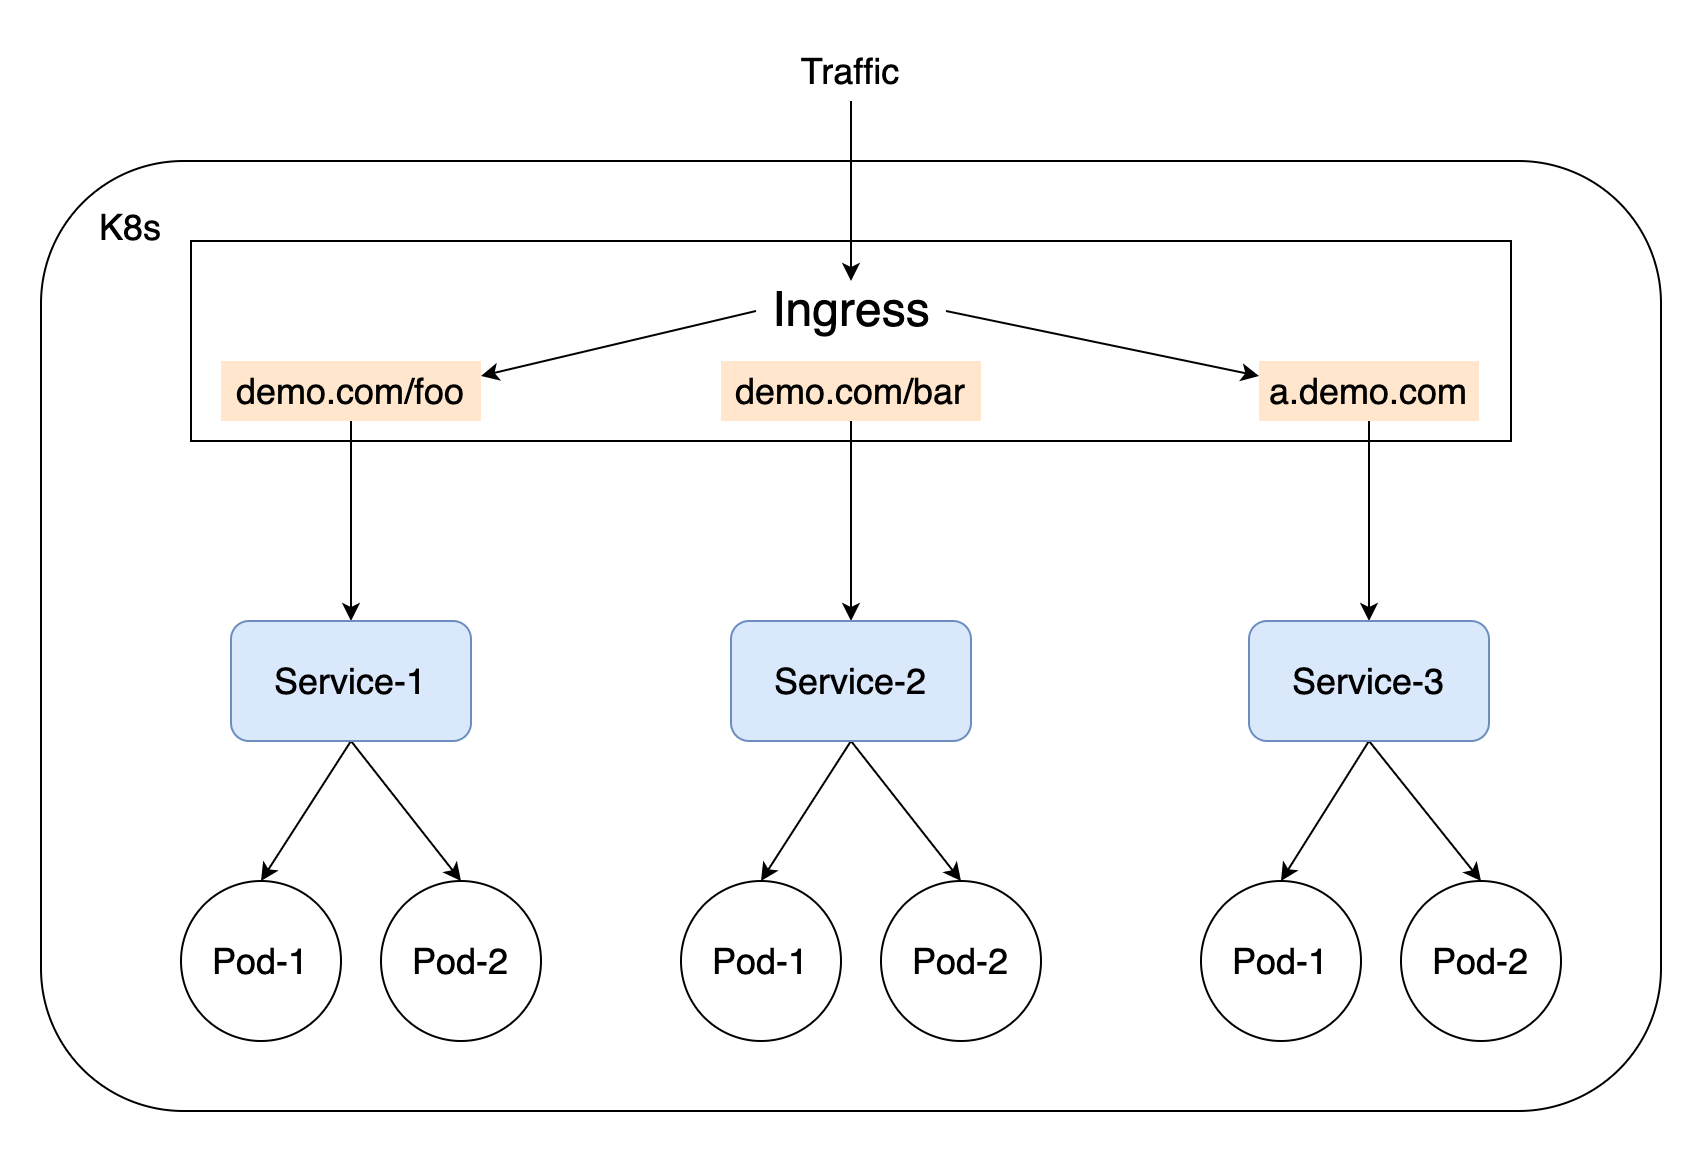 Traffic
K8s
Ingress
demo.com/foo
demo.com/bar
a.demo.com
Service-1
Service-2
Service-3
Pod-1
Pod-2
Pod-1
Pod-2
Pod-1
Pod-2